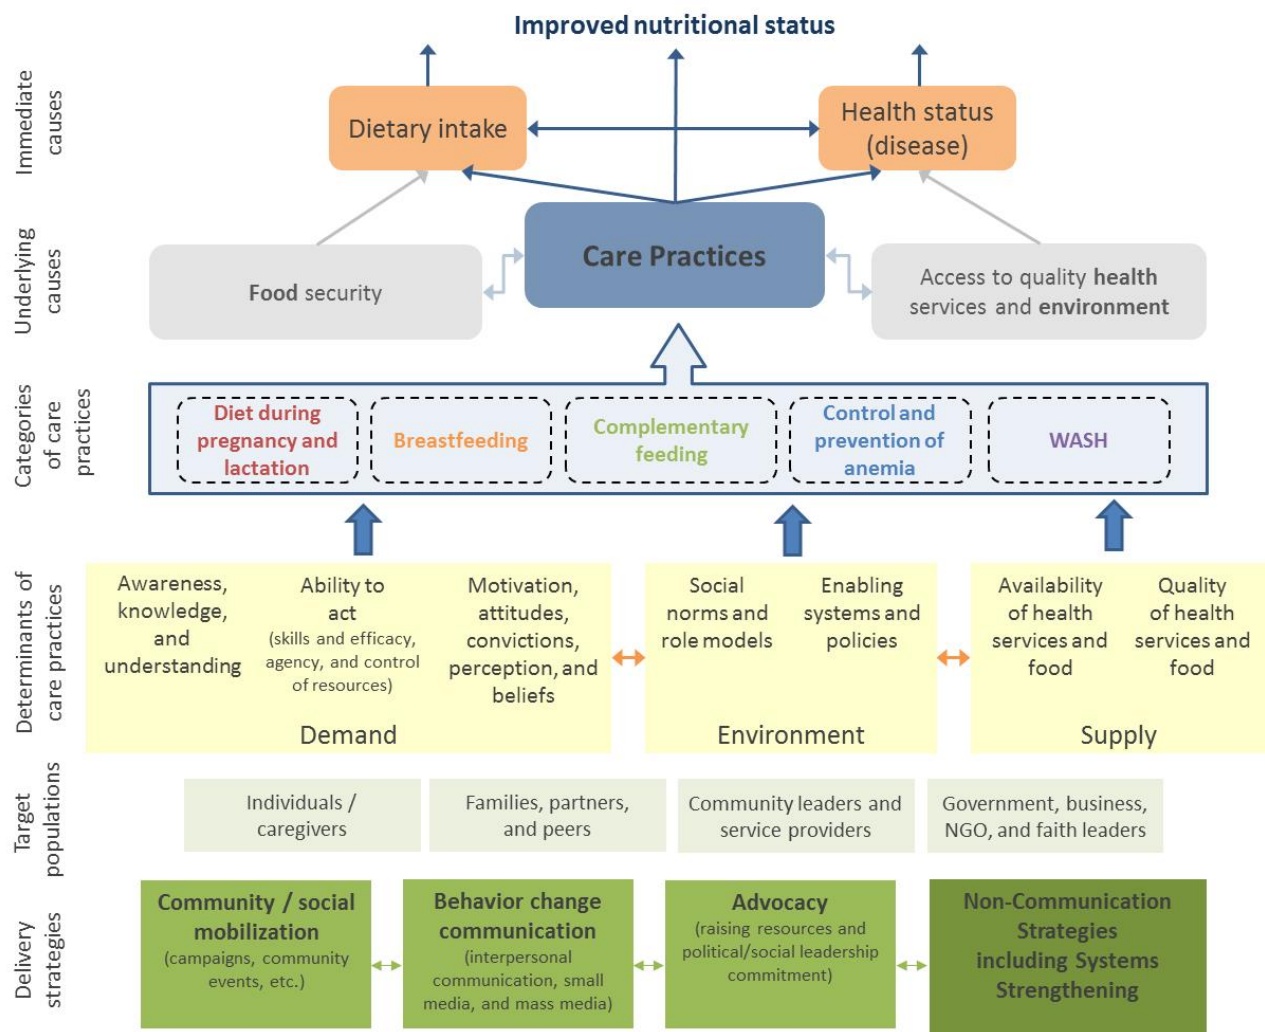 Improved nutritional status
Immediate
causes
Dietary intake
Health status
(disease)
Underlying
causes
Food security
Care Practices
Access to quality health
services and environment
Categories
of care
practices
Diet during
pregnancy and
lactation
Breastfeeding
Complementary
feeding
Control and
prevention of
anemia
WASH
Determinants of
care practices
Awareness,
knowledge,
and
understanding
Ability to
act
(skills and efficacy,
agency, and control
of resources)
Motivation,
attitudes,
convictions,
perception, and
beliefs
Demand
Social
norms and
role models
Enabling
systems and
policies
Environment
Availability
of health
services and
food
Quality
of health
services and
food
Supply
Target
populations
Individuals /
caregivers
Families, partners,
and peers
Community leaders and
service providers
Government, business,
NGO, and faith leaders
Delivery
strategies
Community / social
mobilization
(campaigns, community
events, etc.)
Behavior change
communication
(interpersonal
communication, small
media, and mass media)
Advocacy
(raising resources and
political/social leadership
commitment)
Non-Communication
Strategies
including Systems
Strengthening